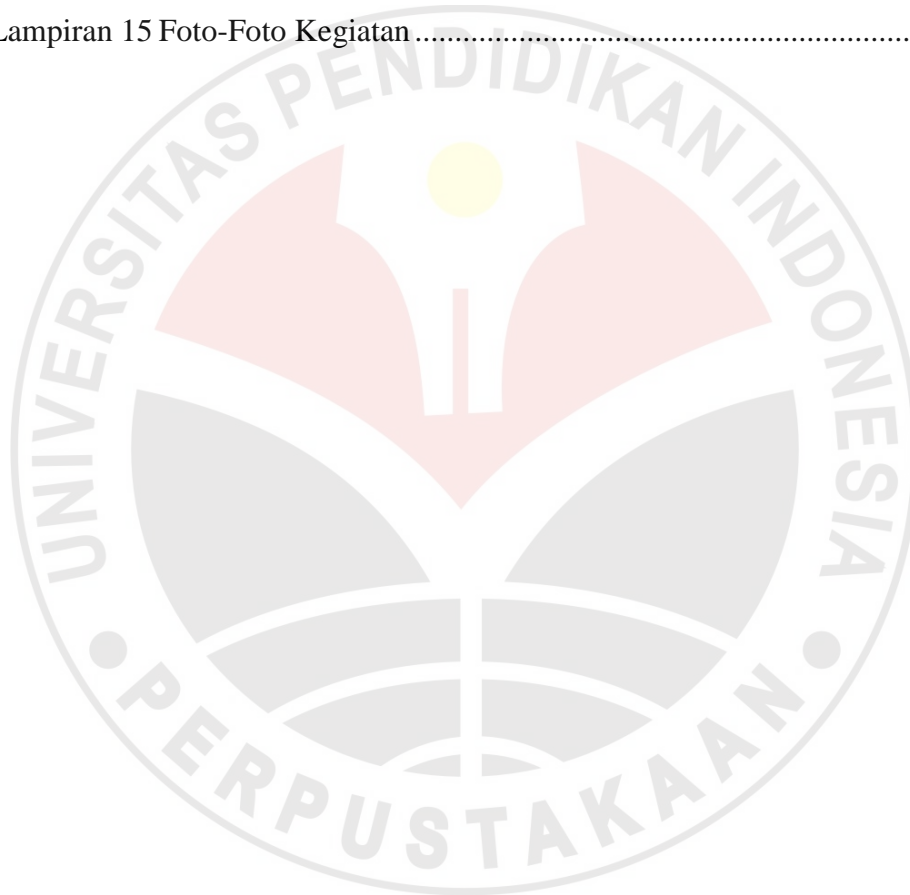 Lampiran 15 Foto-Foto Kegiatan ................................................................
UNIVERSITAS PENDIDIKAN INDONESIA
• PERPUSTAKAAN •